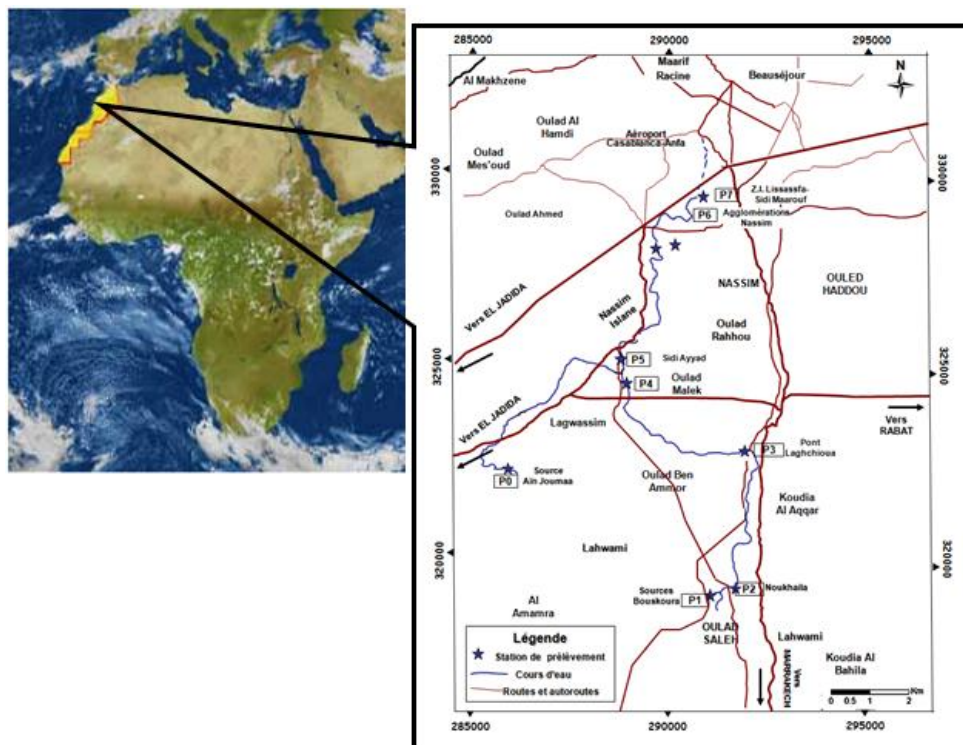 285000
290000
295000
Al Makhzene
Maarif
Racine
Beauséjour
N
Oulad Al
Hamdi
Aéroport
Casablanca-Anfa
Oulad
Mes'oud
330000
330000
P7
Z.I. Lissassfa-
Sidi Maarouf
Oulad Ahmed
P6
Agglomérations
Nassim
NASSIM
OULED
HADDOU
Vers EL JADIDA
Nassim
Islane
Oulad
Rahhou
325000
325000
P5
Sidi Ayyad
P4
Oulad
Malek
Vers EL JADIDA
Lagwassim
Vers
RABAT
P3
Pont
Laghchioua
P0
Source
Ain Joumaa
Oulad Ben
Ammor
Koudia
Al Aqqar
320000
320000
Lahwami
Sources
Bouskoura
P1
P2
Noukhaila
Al
Amamra
OULAD
SALEH
Lahwami
Koudia Al
Bahila
Vers
MARRAKECH
Légende
Station de prélèvement
Cours d'eau
Routes et autoroutes
0 0.5 1 2 Km
285000
290000
295000